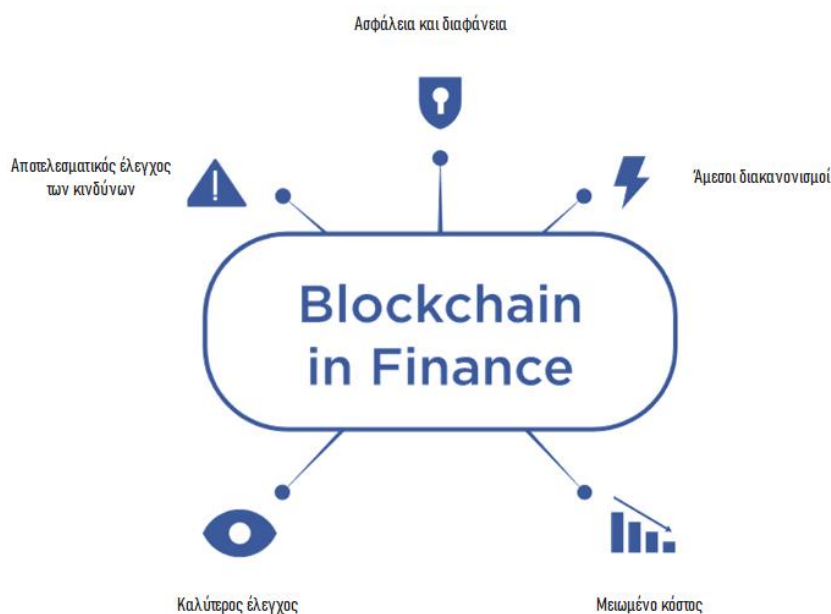 Ασφάλεια και διαφάνεια
Αποτελεσματικός έλεγχος
των κινδύνων
Άμεσοι διακανονισμοί
Blockchain
in Finance
Καλύτερος έλεγχος
Μειωμένο κόστος